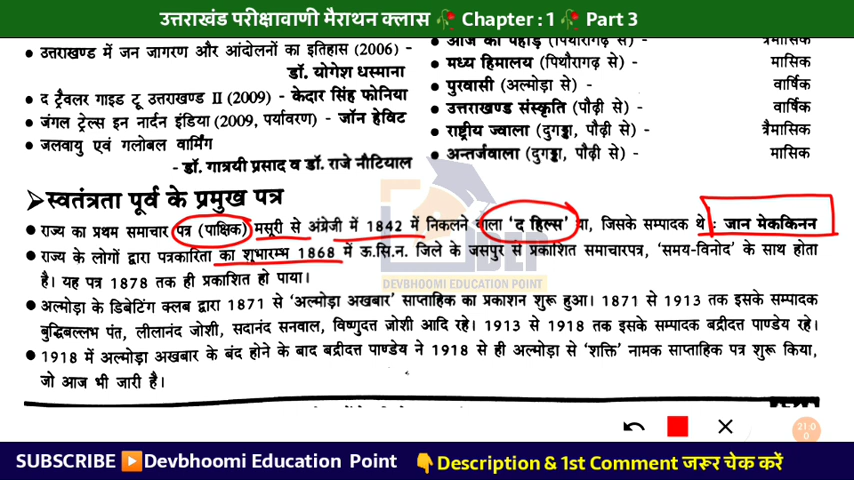 उत्तराखंड परीक्षावाणी मैराथन क्लास 🥀 Chapter : 1 🥀 Part 3
● उत्तराखण्ड में जन जागरण और आंदोलनों का इतिहास (2006) -
डॉ. योगेश धस्माना
● द ट्रैवलर गाइड टू उत्तराखण्ड II (2009) - केदार सिंह फोनिया
● जंगल ट्रेल्स इन नार्दन इंडिया (2009, पर्यावरण) - जॉन हेविट
● जलवायु एवं गलोबल वार्मिंग
- डॉ. गात्रयी प्रसाद व डॉ. राजे नौटियाल
● आज का पहाड़ (पिथौरागढ़ से) - त्रैमासिक
● मध्य हिमालय (पिथौरागढ़ से) - मासिक
● पुरवासी (अल्मोड़ा से) - वार्षिक
● उत्तराखण्ड संस्कृति (पौढ़ी से) - वार्षिक
● राष्ट्रीय ज्वाला (दुगड्डा, पौढ़ी से) - त्रैमासिक
● अन्तर्जवाला (दुगड्डा, पौढ़ी से) - मासिक
➤स्वतंत्रता पूर्व के प्रमुख पत्र
● राज्य का प्रथम समाचार पत्र (पाक्षिक) मसूरी से अंग्रेजी में 1842 में निकलने वाला 'द हिल्स' था, जिसके सम्पादक थे : जान मेककिनन
● राज्य के लोगों द्वारा पत्रकारिता का शुभारम्भ 1868 में ऊ.सि.न. जिले के जसपुर से प्रकाशित समाचारपत्र, 'समय-विनोद' के साथ होता
है। यह पत्र 1878 तक ही प्रकाशित हो पाया।
● अल्मोड़ा के डिबेटिंग क्लब द्वारा 1871 से 'अल्मोड़ा अखबार' साप्ताहिक का प्रकाशन शुरू हुआ। 1871 से 1913 तक इसके सम्पादक
बुद्धिबल्लभ पंत, लीलानंद जोशी, सदानंद सनवाल, विष्णुदत्त जोशी आदि रहे। 1913 से 1918 तक इसके सम्पादक बद्रीदत्त पाण्डेय रहे।
● 1918 में अल्मोड़ा अखबार के बंद होने के बाद बद्रीदत्त पाण्डेय ने 1918 से ही अल्मोड़ा से 'शक्ति' नामक साप्ताहिक पत्र शुरू किया,
जो आज भी जारी है।
DEVBHOOMI EDUCATION POINT
SUBSCRIBE ▶️Devbhoomi Education Point 👇Description & 1st Comment जरूर चेक करें